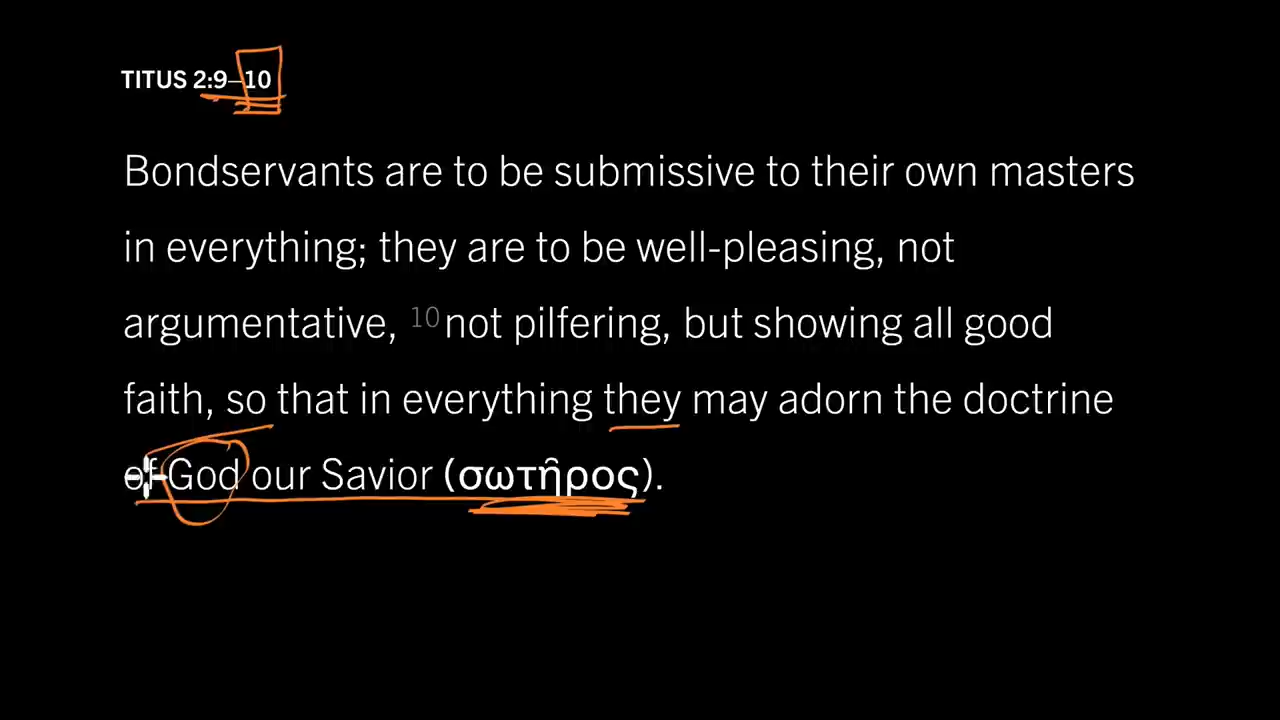 TITUS 2:9–10
Bondservants are to be submissive to their own masters
in everything; they are to be well-pleasing, not
argumentative, 10 not pilfering, but showing all good
faith, so that in everything they may adorn the doctrine
of God our Savior (σωτῆρος).